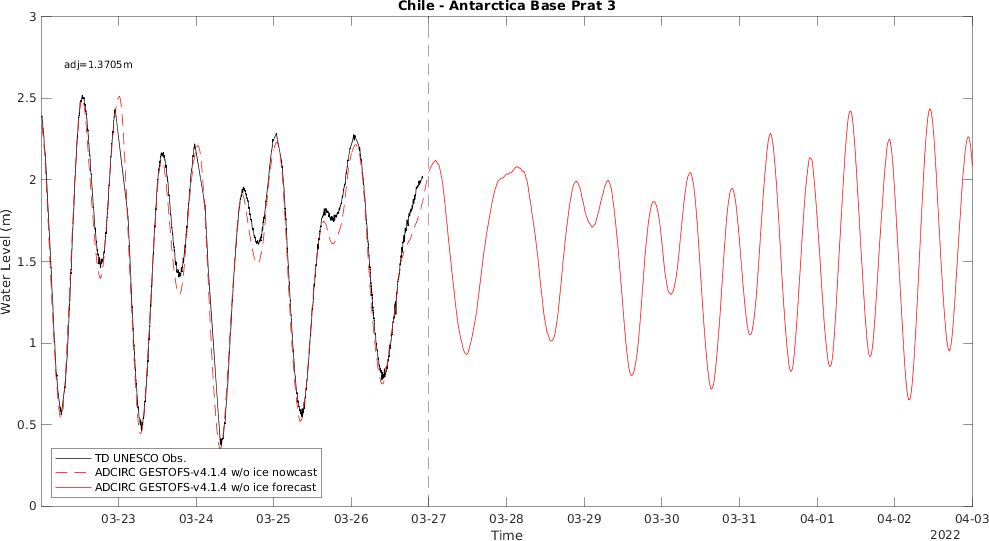 Chile - Antarctica Base Prat 3
adj=1.3705m
3
2.5
2
1.5
1
0.5
0
Water Level (m)
TD UNESCO Obs.
ADCIRC GESTOFS-v4.1.4 w/o ice nowcast
ADCIRC GESTOFS-v4.1.4 w/o ice forecast
03-23 03-24 03-25 03-26 03-27 03-28 03-29 03-30 03-31 04-01 04-02 04-03
Time
2022